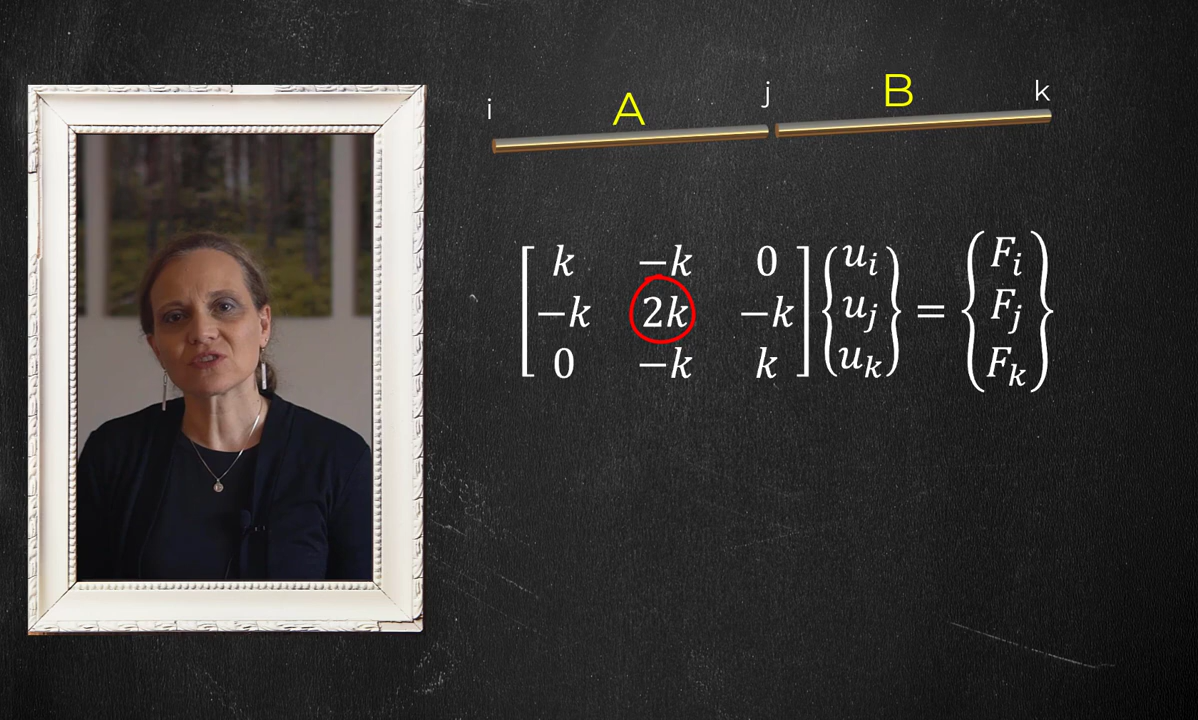 i A j B k
[ k −k 0 ] { u_i } = { F_i }
[ −k 2k −k ] { u_j } = { F_j }
[ 0 −k k ] { u_k } = { F_k }